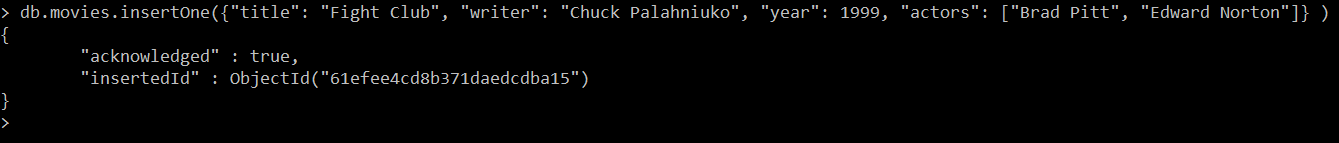 > db.movies.insertOne({"title": "Fight Club", "writer": "Chuck Palahniuko", "year": 1999, "actors": ["Brad Pitt", "Edward Norton"]} )
{
        "acknowledged" : true,
        "insertedId" : ObjectId("61efee4cd8b371daedcdba15")
}
>